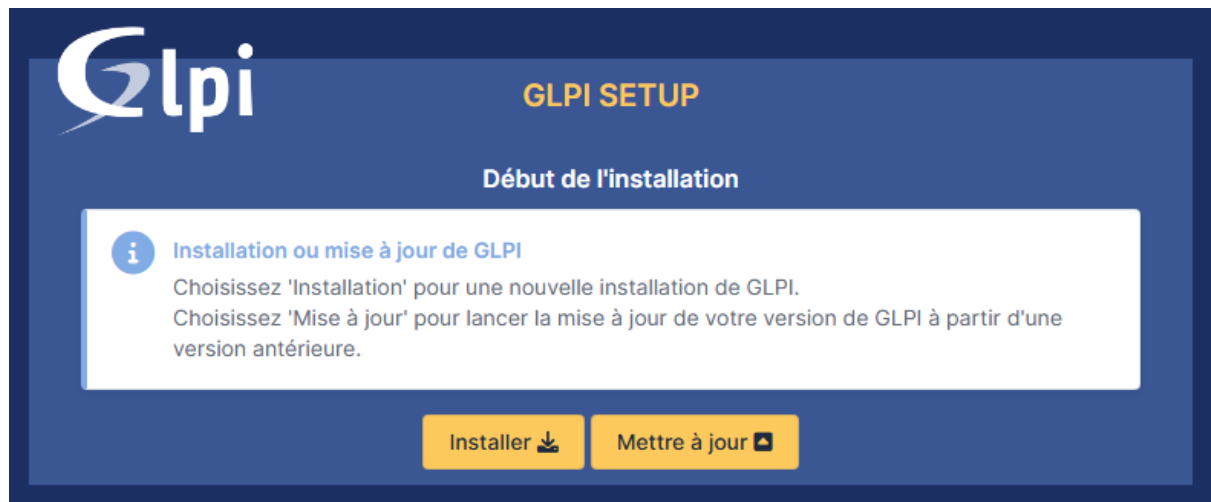 Glpi
GLPI SETUP
Début de l'installation
Installation ou mise à jour de GLPI
Choisissez 'Installation' pour une nouvelle installation de GLPI.
Choisissez 'Mise à jour' pour lancer la mise à jour de votre version de GLPI à partir d'une
version antérieure.
Installer
Mettre à jour